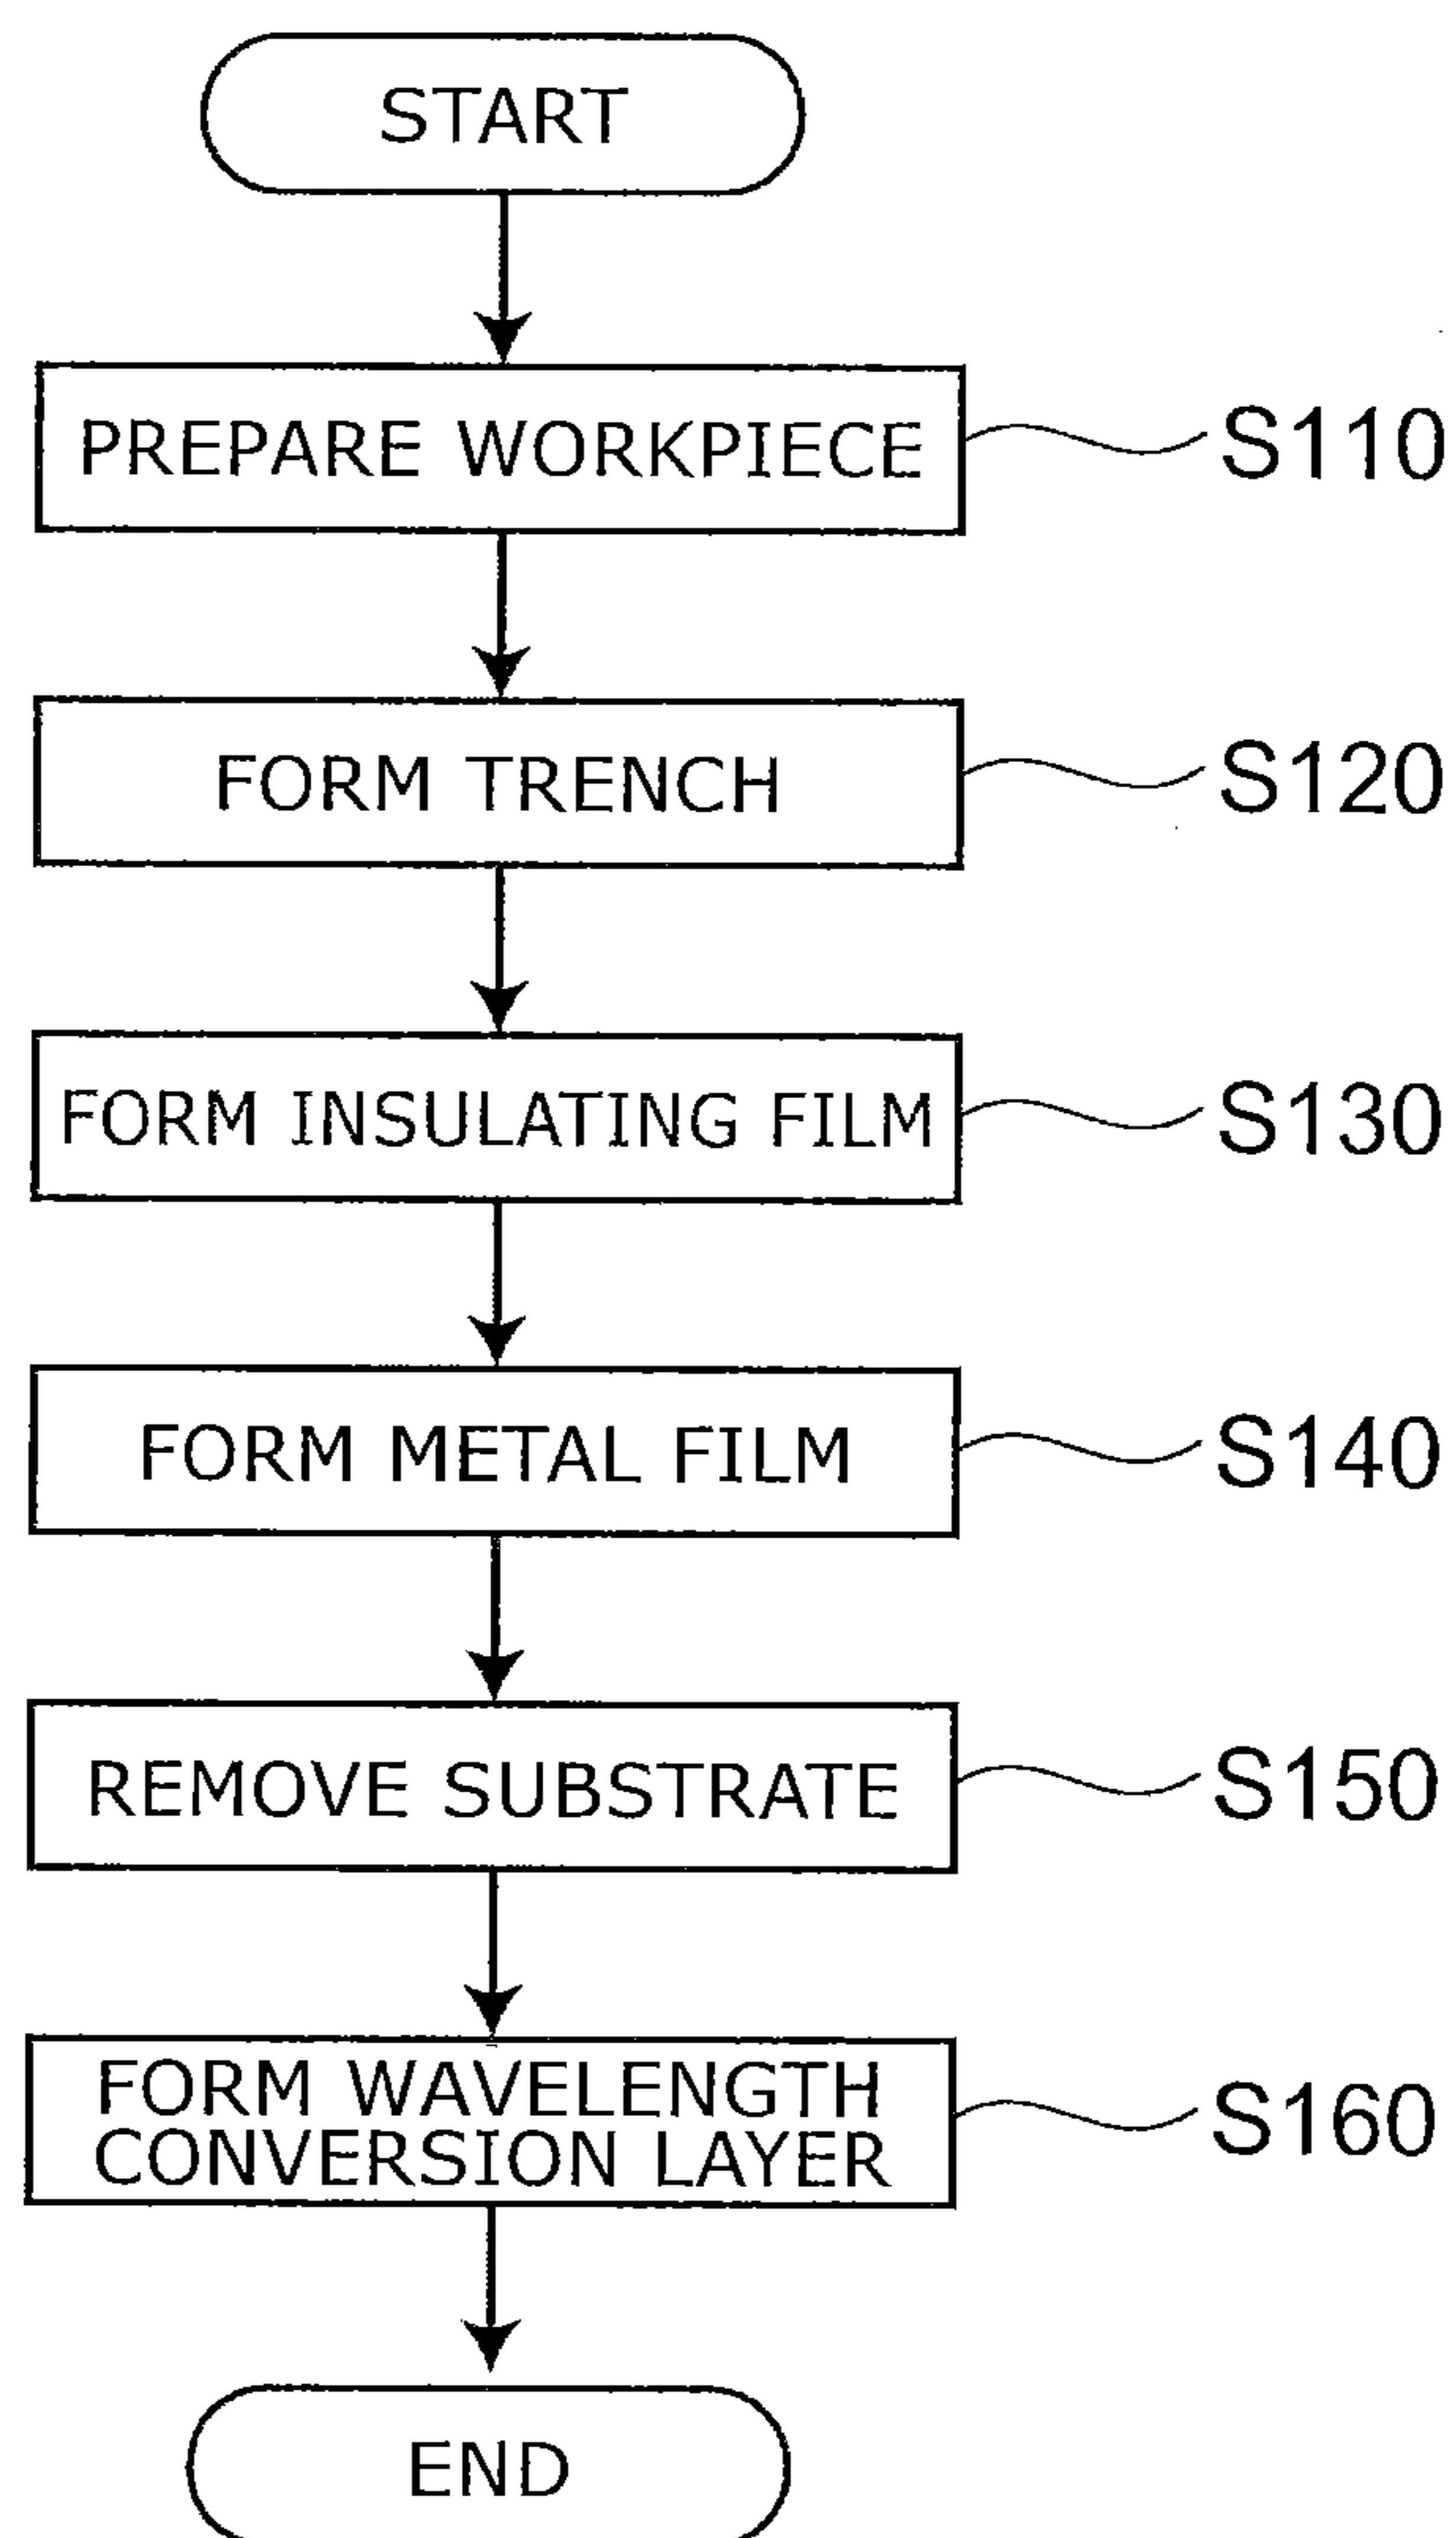 START
PREPARE WORKPIECE S110
FORM TRENCH S120
FORM INSULATING FILM S130
FORM METAL FILM S140
REMOVE SUBSTRATE S150
FORM WAVELENGTH
CONVERSION LAYER S160
END